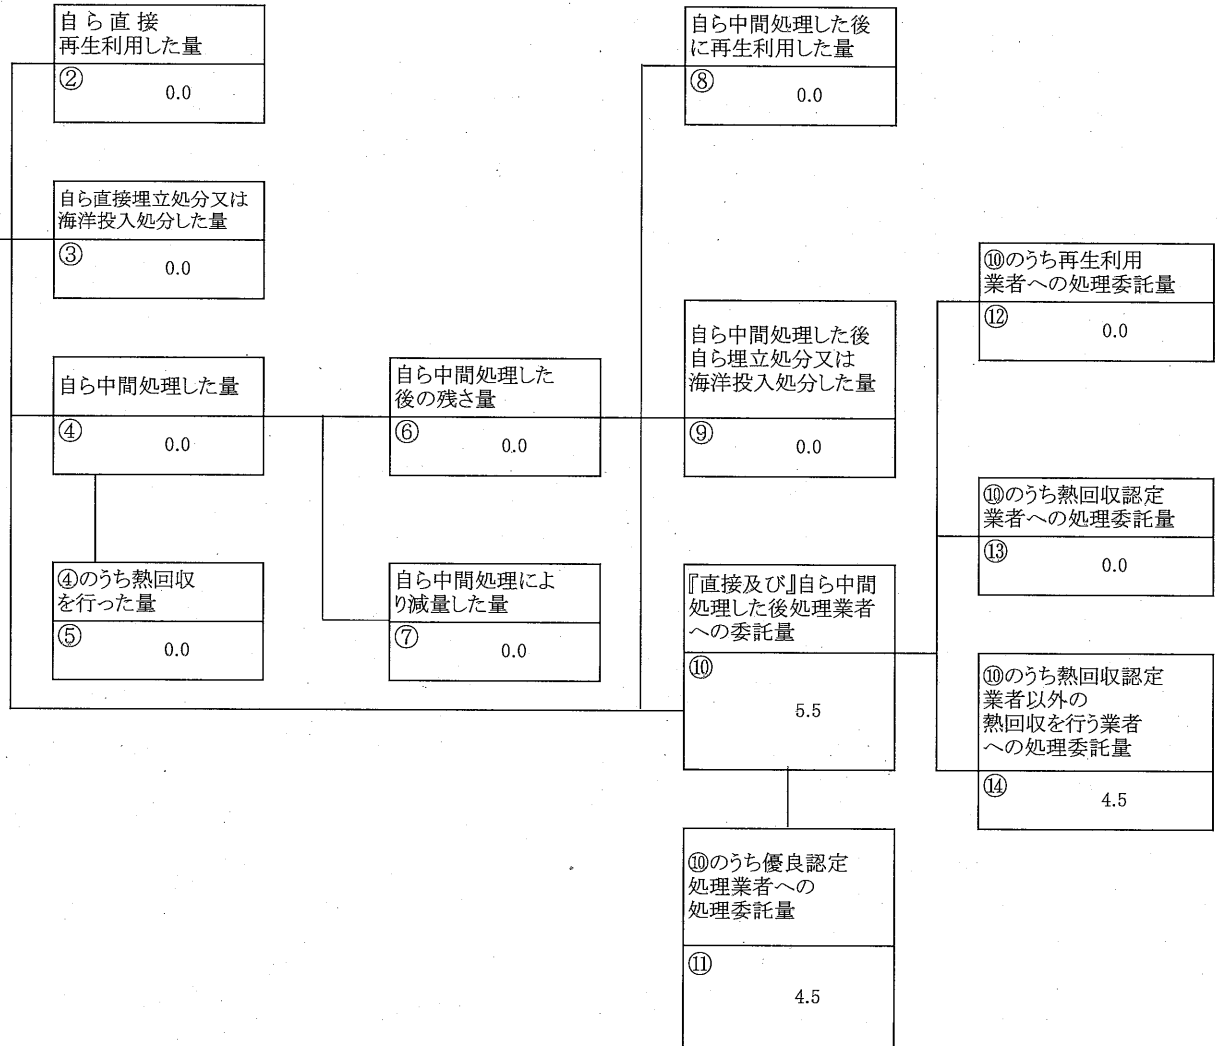 自 ら 直 接
再生利用した量
②
0.0
自ら直接埋立処分又は
海洋投入処分した量
③
0.0
自ら中間処理した量
④
0.0
④のうち熱回収
を行った量
⑤
0.0
自ら中間処理した
後の残さ量
⑥
0.0
自ら中間処理によ
り減量した量
⑦
0.0
自ら中間処理した後
に再生利用した量
⑧
0.0
自ら中間処理した後
自ら埋立処分又は
海洋投入処分した量
⑨
0.0
『直接及び』自ら中間
処理した後処理業者
への委託量
⑩
5.5
⑩のうち優良認定
処理業者への
処理委託量
⑪
4.5
⑩のうち再生利用
業者への処理委託量
⑫
0.0
⑩のうち熱回収認定
業者への処理委託量
⑬
0.0
⑩のうち熱回収認定
業者以外の
熱回収を行う業者
への処理委託量
⑭
4.5